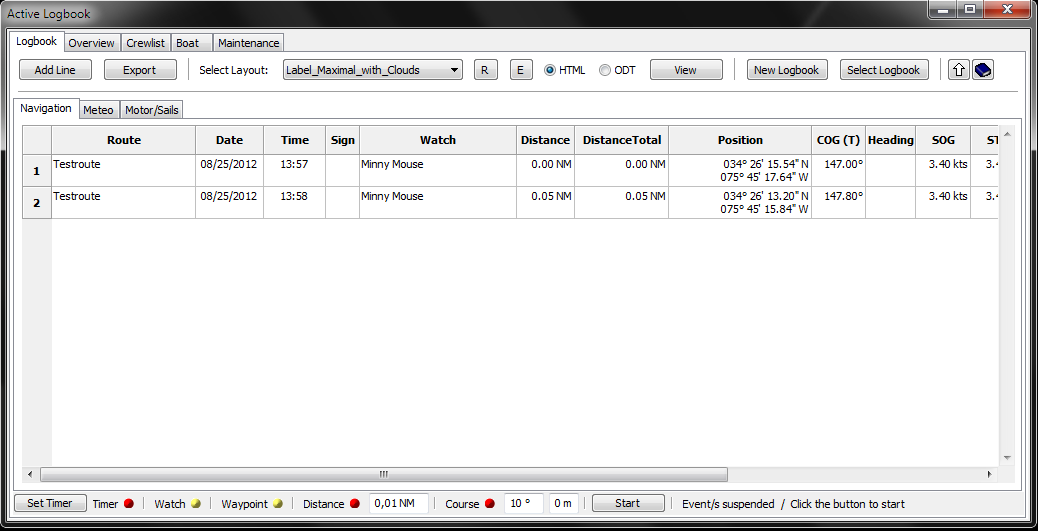 Active Logbook
Logbook Overview Crewlist Boat Maintenance
Add Line Export Select Layout: Label_Maximal_with_Clouds R E HTML ODT View New Logbook Select Logbook
Navigation Meteo Motor/Sails
Route Date Time Sign Watch Distance DistanceTotal Position COG (T) Heading SOG ST
1 Testroute 08/25/2012 13:57 Minny Mouse 0.00 NM 0.00 NM 034° 26' 15.54" N 147.00° 3.40 kts 3.4
075° 45' 17.64" W
2 Testroute 08/25/2012 13:58 Minny Mouse 0.05 NM 0.05 NM 034° 26' 13.20" N 147.80° 3.40 kts 3.4
075° 45' 15.84" W
Set Timer Timer Watch Waypoint Distance 0,01 NM Course 10 ° 0 m Start Event/s suspended / Click the button to start